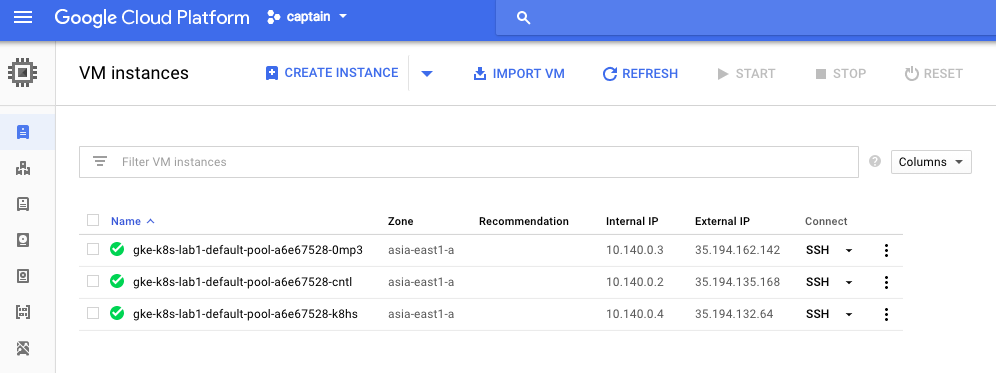 Google Cloud Platform captain
VM instances CREATE INSTANCE IMPORT VM REFRESH START STOP RESET
Filter VM instances Columns
Name Zone Recommendation Internal IP External IP Connect
gke-k8s-lab1-default-pool-a6e67528-0mp3 asia-east1-a 10.140.0.3 35.194.162.142 SSH
gke-k8s-lab1-default-pool-a6e67528-cntl asia-east1-a 10.140.0.2 35.194.135.168 SSH
gke-k8s-lab1-default-pool-a6e67528-k8hs asia-east1-a 10.140.0.4 35.194.132.64 SSH